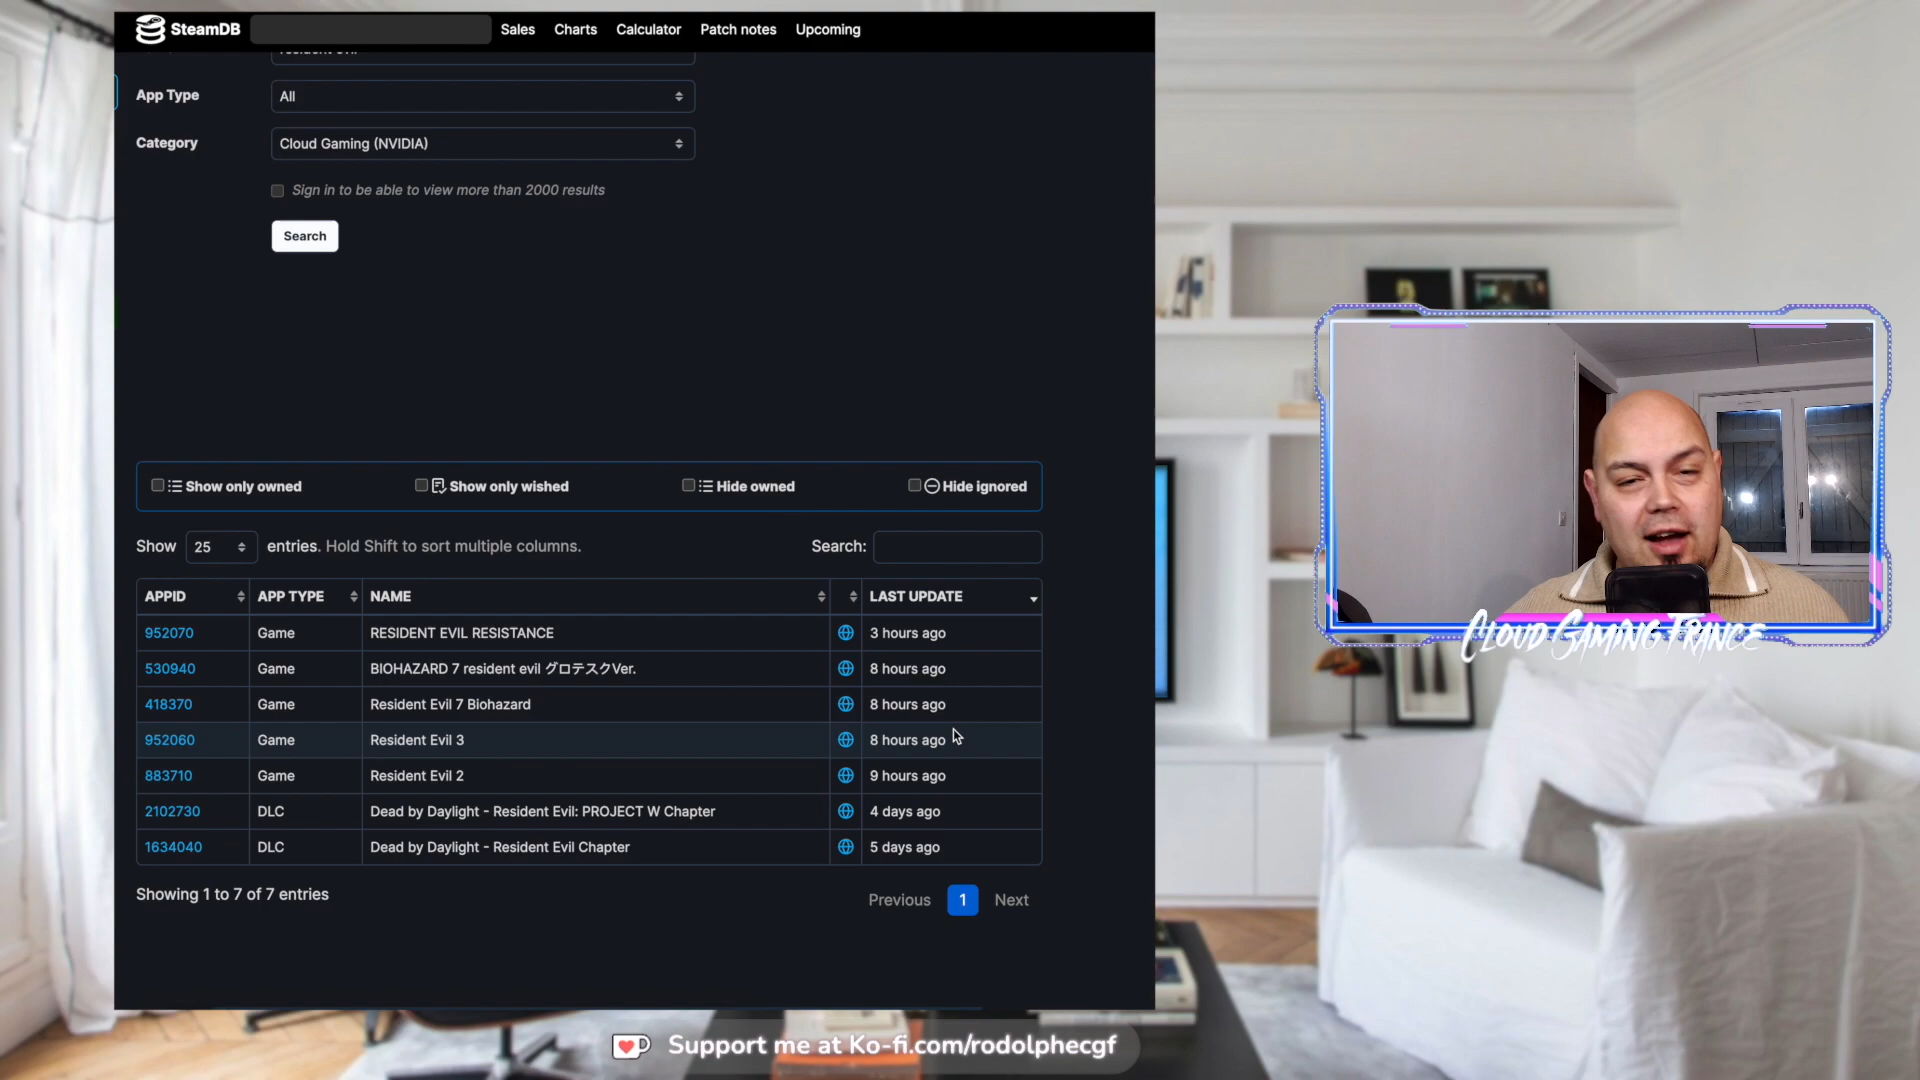 SteamDB
Sales Charts Calculator Patch notes Upcoming
App Type All
Category Cloud Gaming (NVIDIA)
Sign in to be able to view more than 2000 results
Search
Show only owned Show only wished Hide owned Hide ignored
Show 25 entries. Hold Shift to sort multiple columns. Search:
APPID APP TYPE NAME LAST UPDATE
952070 Game RESIDENT EVIL RESISTANCE 3 hours ago
530940 Game BIOHAZARD 7 resident evil グロテスクVer. 8 hours ago
418370 Game Resident Evil 7 Biohazard 8 hours ago
952060 Game Resident Evil 3 8 hours ago
883710 Game Resident Evil 2 9 hours ago
2102730 DLC Dead by Daylight - Resident Evil: PROJECT W Chapter 4 days ago
1634040 DLC Dead by Daylight - Resident Evil Chapter 5 days ago
Showing 1 to 7 of 7 entries
Previous 1 Next
Cloud Gaming France
Support me at Ko-fi.com/rodolphecgf